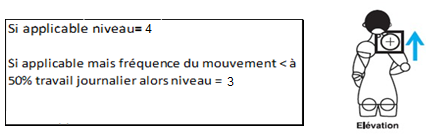 Si applicable niveau= 4
Si applicable mais fréquence du mouvement < à
50% travail journalier alors niveau = 3
Elévation